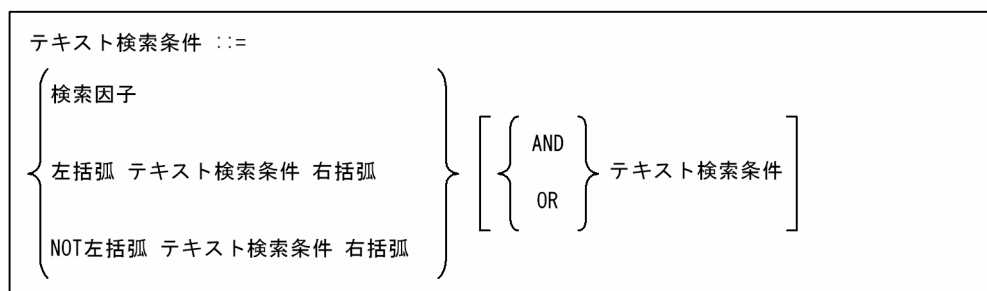 テキスト検索条件 ::=
検索因子
左括弧 テキスト検索条件 右括弧
NOT左括弧 テキスト検索条件 右括弧
AND
OR
テキスト検索条件